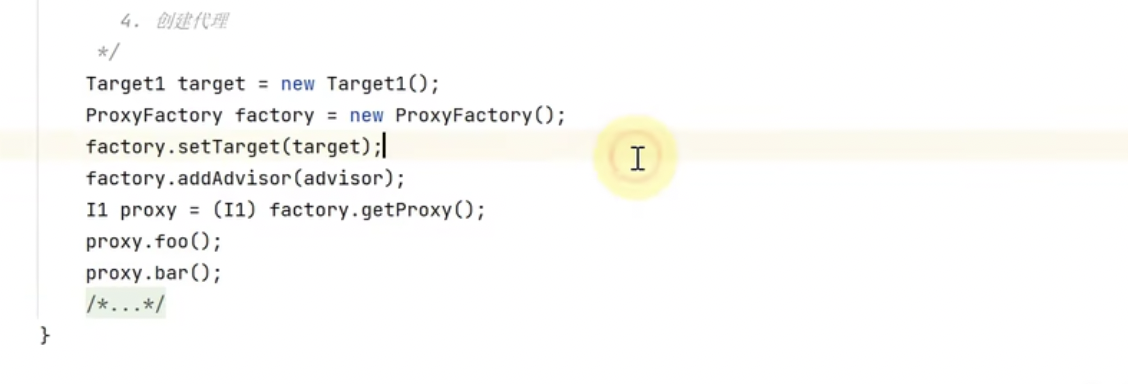 4. 创建代理
*/
Target1 target = new Target1();
ProxyFactory factory = new ProxyFactory();
factory.setTarget(target);
factory.addAdvisor(advisor);
I1 proxy = (I1) factory.getProxy();
proxy.foo();
proxy.bar();
/*...*/
}